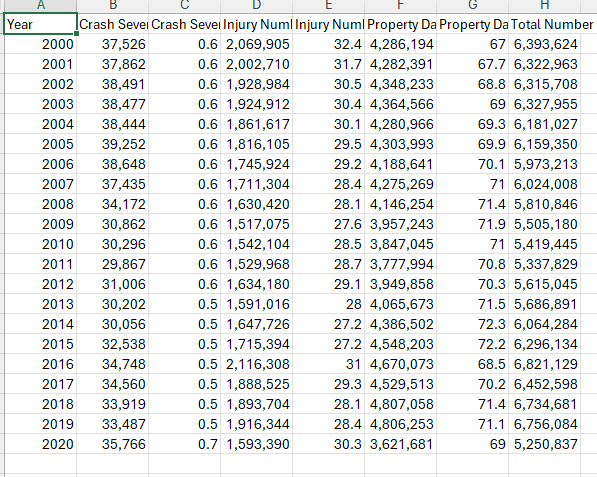 A B C D E F G H
Year Crash Sever Crash Sever Injury Numl Injury Numl Property Da Property Da Total Number
2000 37,526 0.6 2,069,905 32.4 4,286,194 67 6,393,624
2001 37,862 0.6 2,002,710 31.7 4,282,391 67.7 6,322,963
2002 38,491 0.6 1,928,984 30.5 4,348,233 68.8 6,315,708
2003 38,477 0.6 1,924,912 30.4 4,364,566 69 6,327,955
2004 38,444 0.6 1,861,617 30.1 4,280,966 69.3 6,181,027
2005 39,252 0.6 1,816,105 29.5 4,303,993 69.9 6,159,350
2006 38,648 0.6 1,745,924 29.2 4,188,641 70.1 5,973,213
2007 37,435 0.6 1,711,304 28.4 4,275,269 71 6,024,008
2008 34,172 0.6 1,630,420 28.1 4,146,254 71.4 5,810,846
2009 30,862 0.6 1,517,075 27.6 3,957,243 71.9 5,505,180
2010 30,296 0.6 1,542,104 28.5 3,847,045 71 5,419,445
2011 29,867 0.6 1,529,968 28.7 3,777,994 70.8 5,337,829
2012 31,006 0.6 1,634,180 29.1 3,949,858 70.3 5,615,045
2013 30,202 0.5 1,591,016 28 4,065,673 71.5 5,686,891
2014 30,056 0.5 1,647,726 27.2 4,386,502 72.3 6,064,284
2015 32,538 0.5 1,715,394 27.2 4,548,203 72.2 6,296,134
2016 34,748 0.5 2,116,308 31 4,670,073 68.5 6,821,129
2017 34,560 0.5 1,888,525 29.3 4,529,513 70.2 6,452,598
2018 33,919 0.5 1,893,704 28.1 4,807,058 71.4 6,734,681
2019 33,487 0.5 1,916,344 28.4 4,806,253 71.1 6,756,084
2020 35,766 0.7 1,593,390 30.3 3,621,681 69 5,250,837